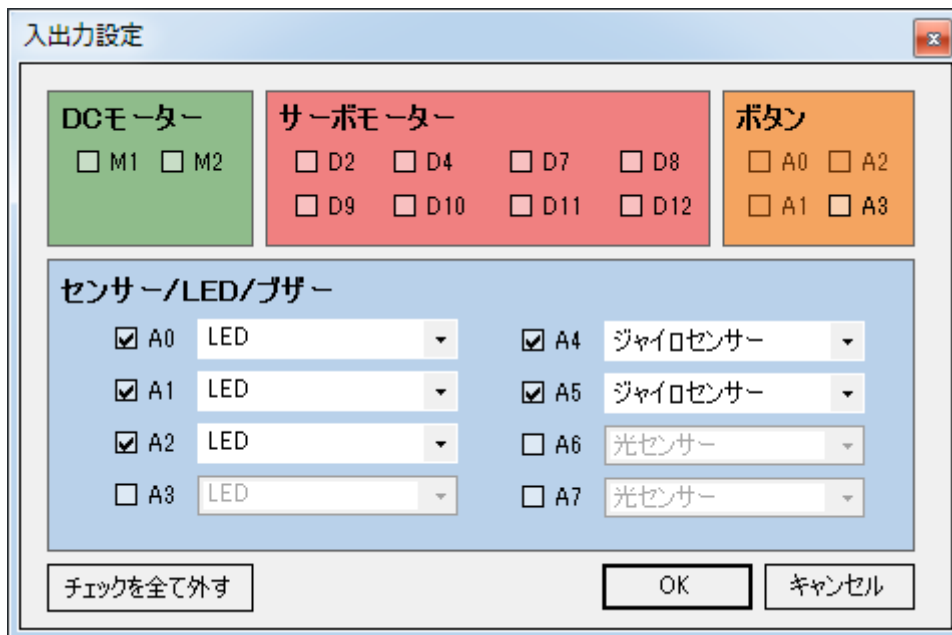 入出力設定
DCモーター
M1 M2
サーボモーター
D2 D4 D7 D8
D9 D10 D11 D12
ボタン
A0 A2
A1 A3
センサー/LED/ブザー
A0 LED
A1 LED
A2 LED
A3 LED
A4 ジャイロセンサー
A5 ジャイロセンサー
A6 光センサー
A7 光センサー
チェックを全て外す
OK
キャンセル